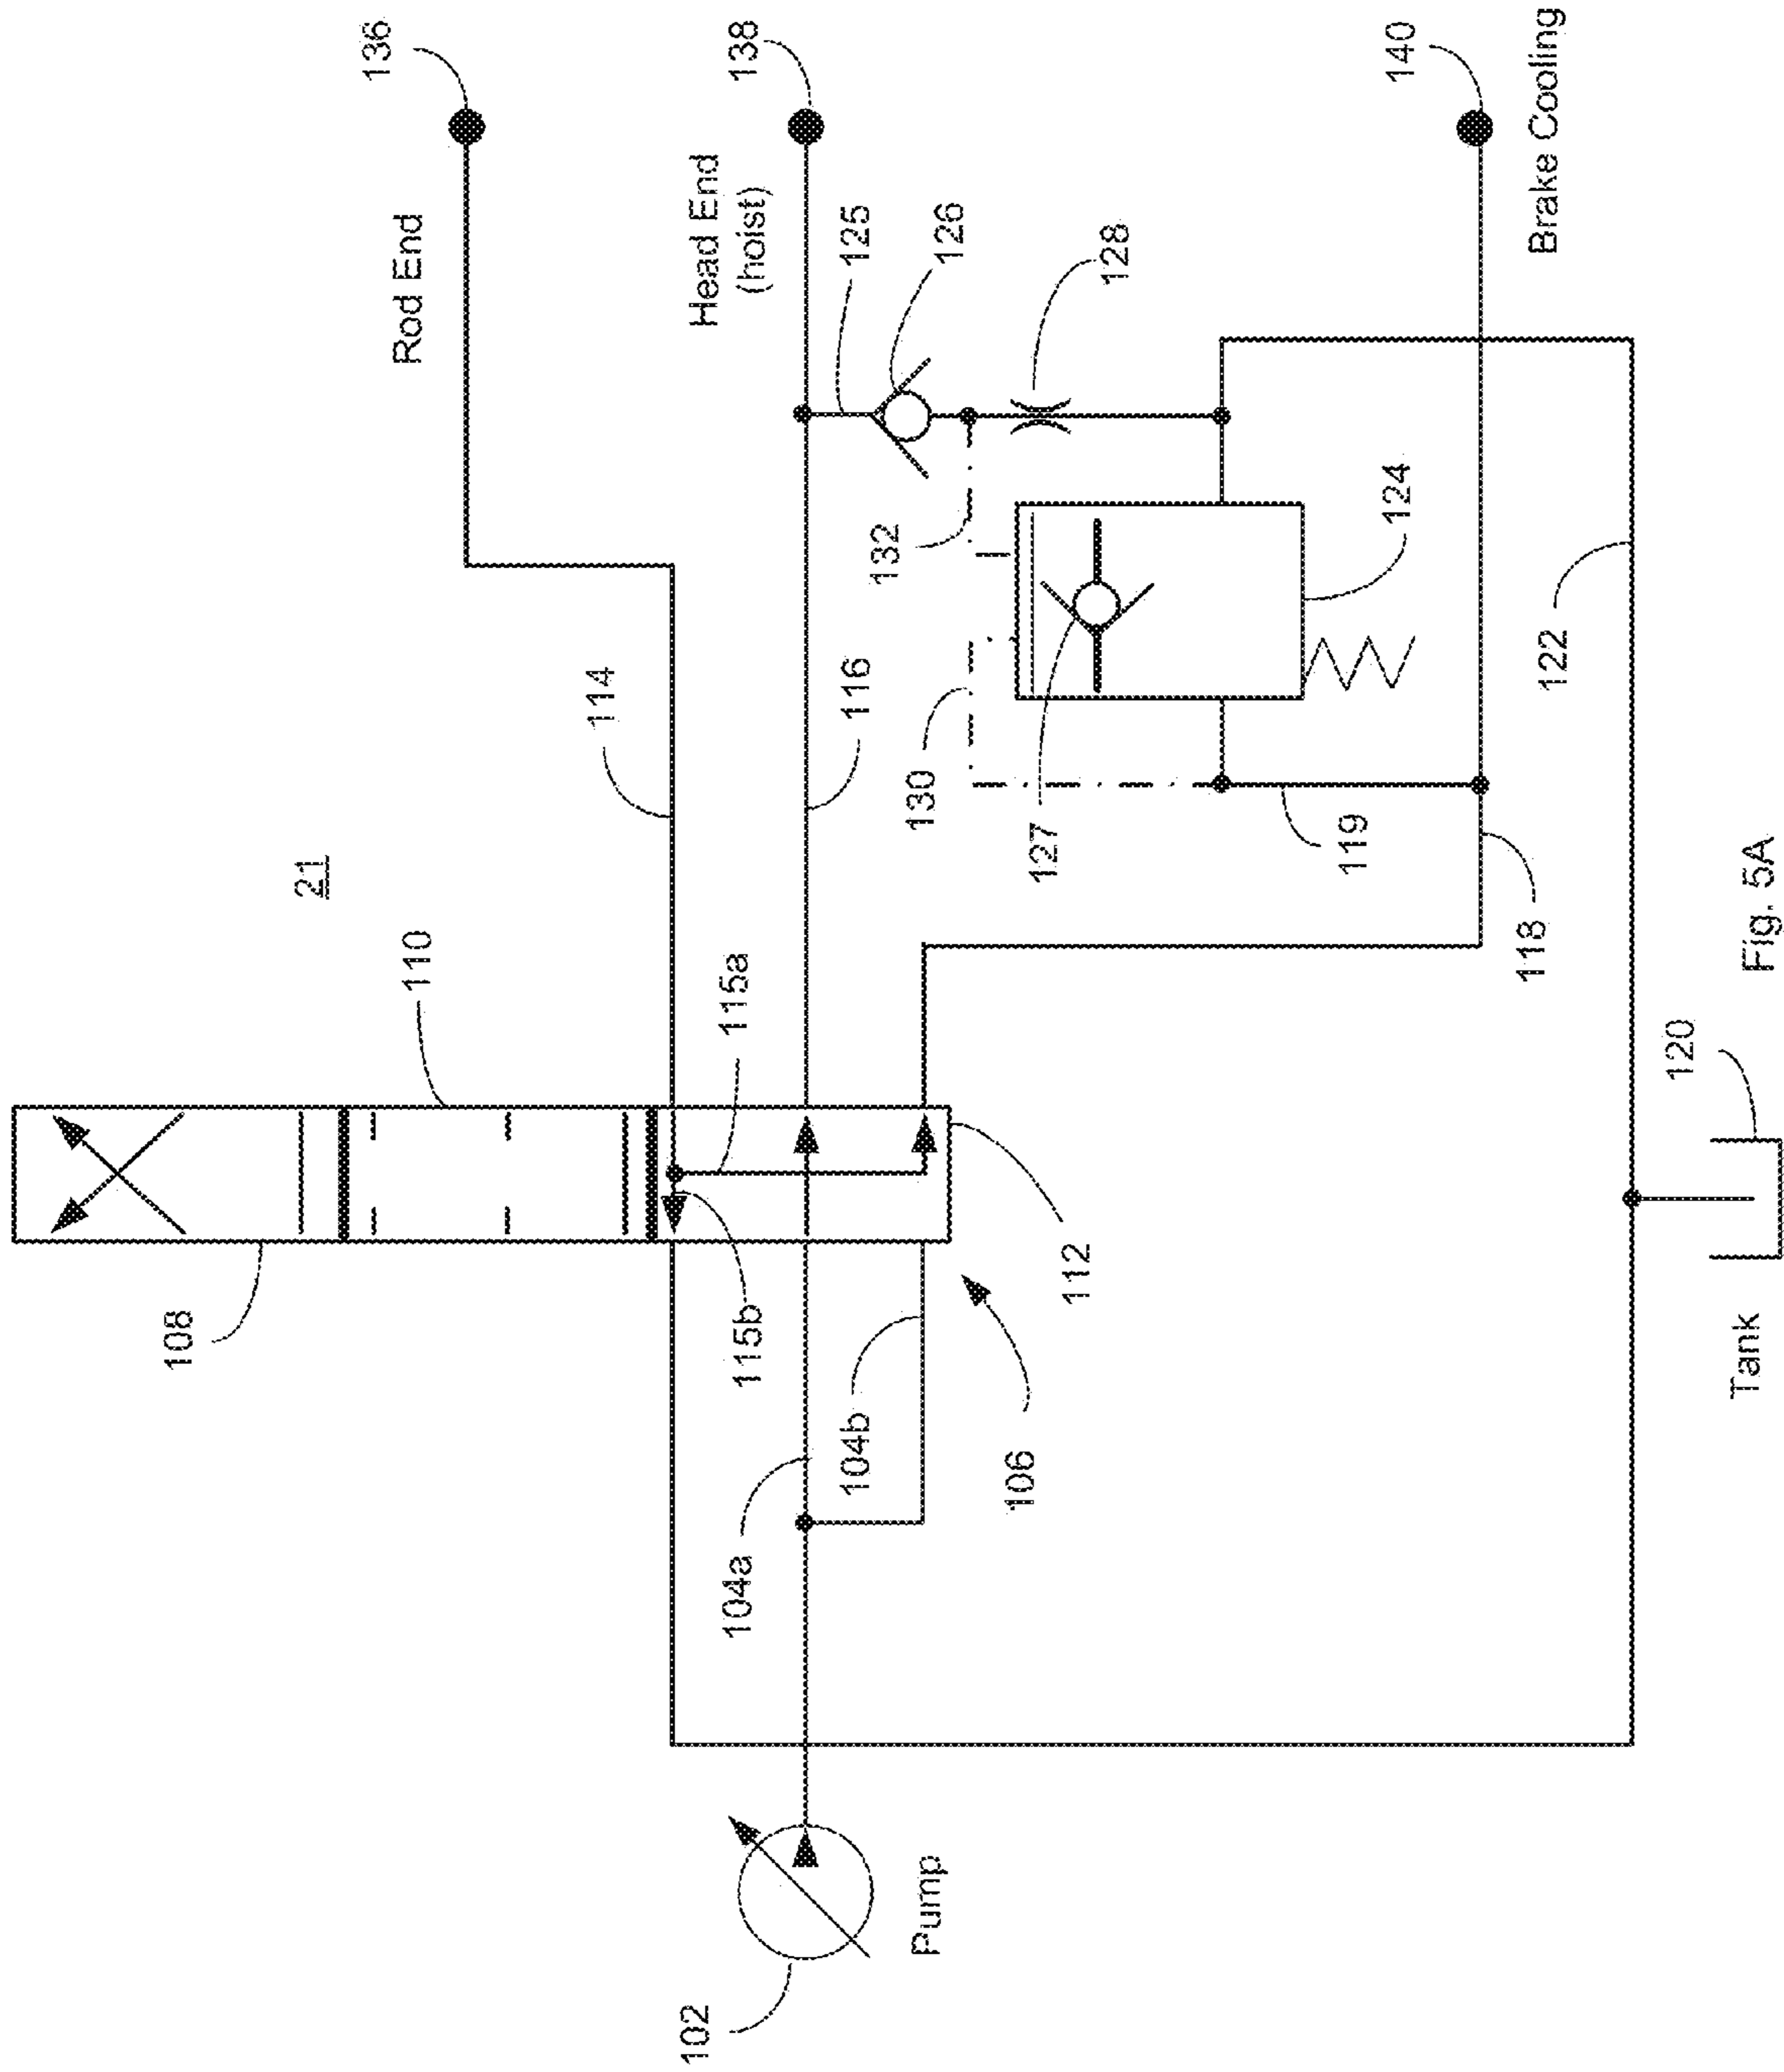 136
Rod End
138
Head End
(hoist)
140
Brake Cooling
125
126
128
132
124
122
114
116
130
127
119
118
21
110
115a
108
115b
112
104b
106
104a
102
Pump
120
Tank
Fig. 5A